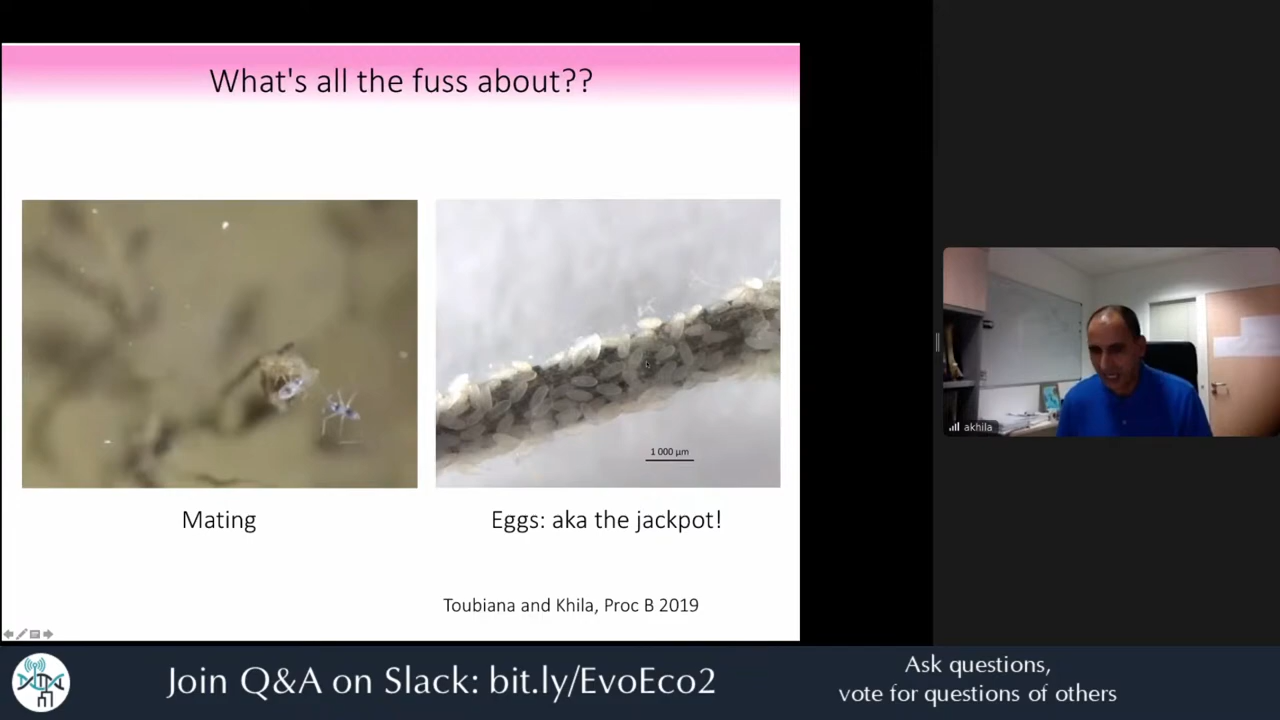 What's all the fuss about??
1 000 µm
Mating
Eggs: aka the jackpot!
Toubiana and Khila, Proc B 2019
akhila
Join Q&A on Slack: bit.ly/EvoEco2
Ask questions,
vote for questions of others